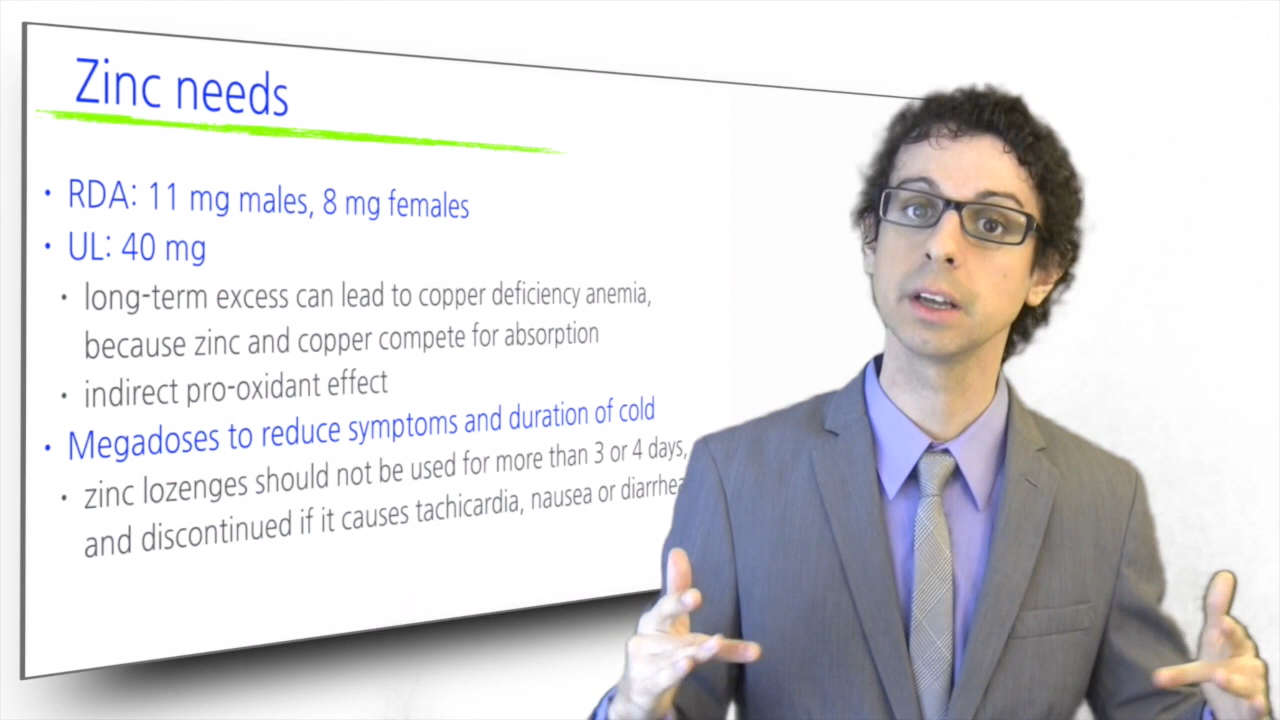 Zinc needs
• RDA: 11 mg males, 8 mg females
• UL: 40 mg
• long-term excess can lead to copper deficiency anemia,
because zinc and copper compete for absorption
• indirect pro-oxidant effect
• Megadoses to reduce symptoms and duration of cold
• zinc lozenges should not be used for more than 3 or 4 days,
and discontinued if it causes tachicardia, nausea or diarrhea